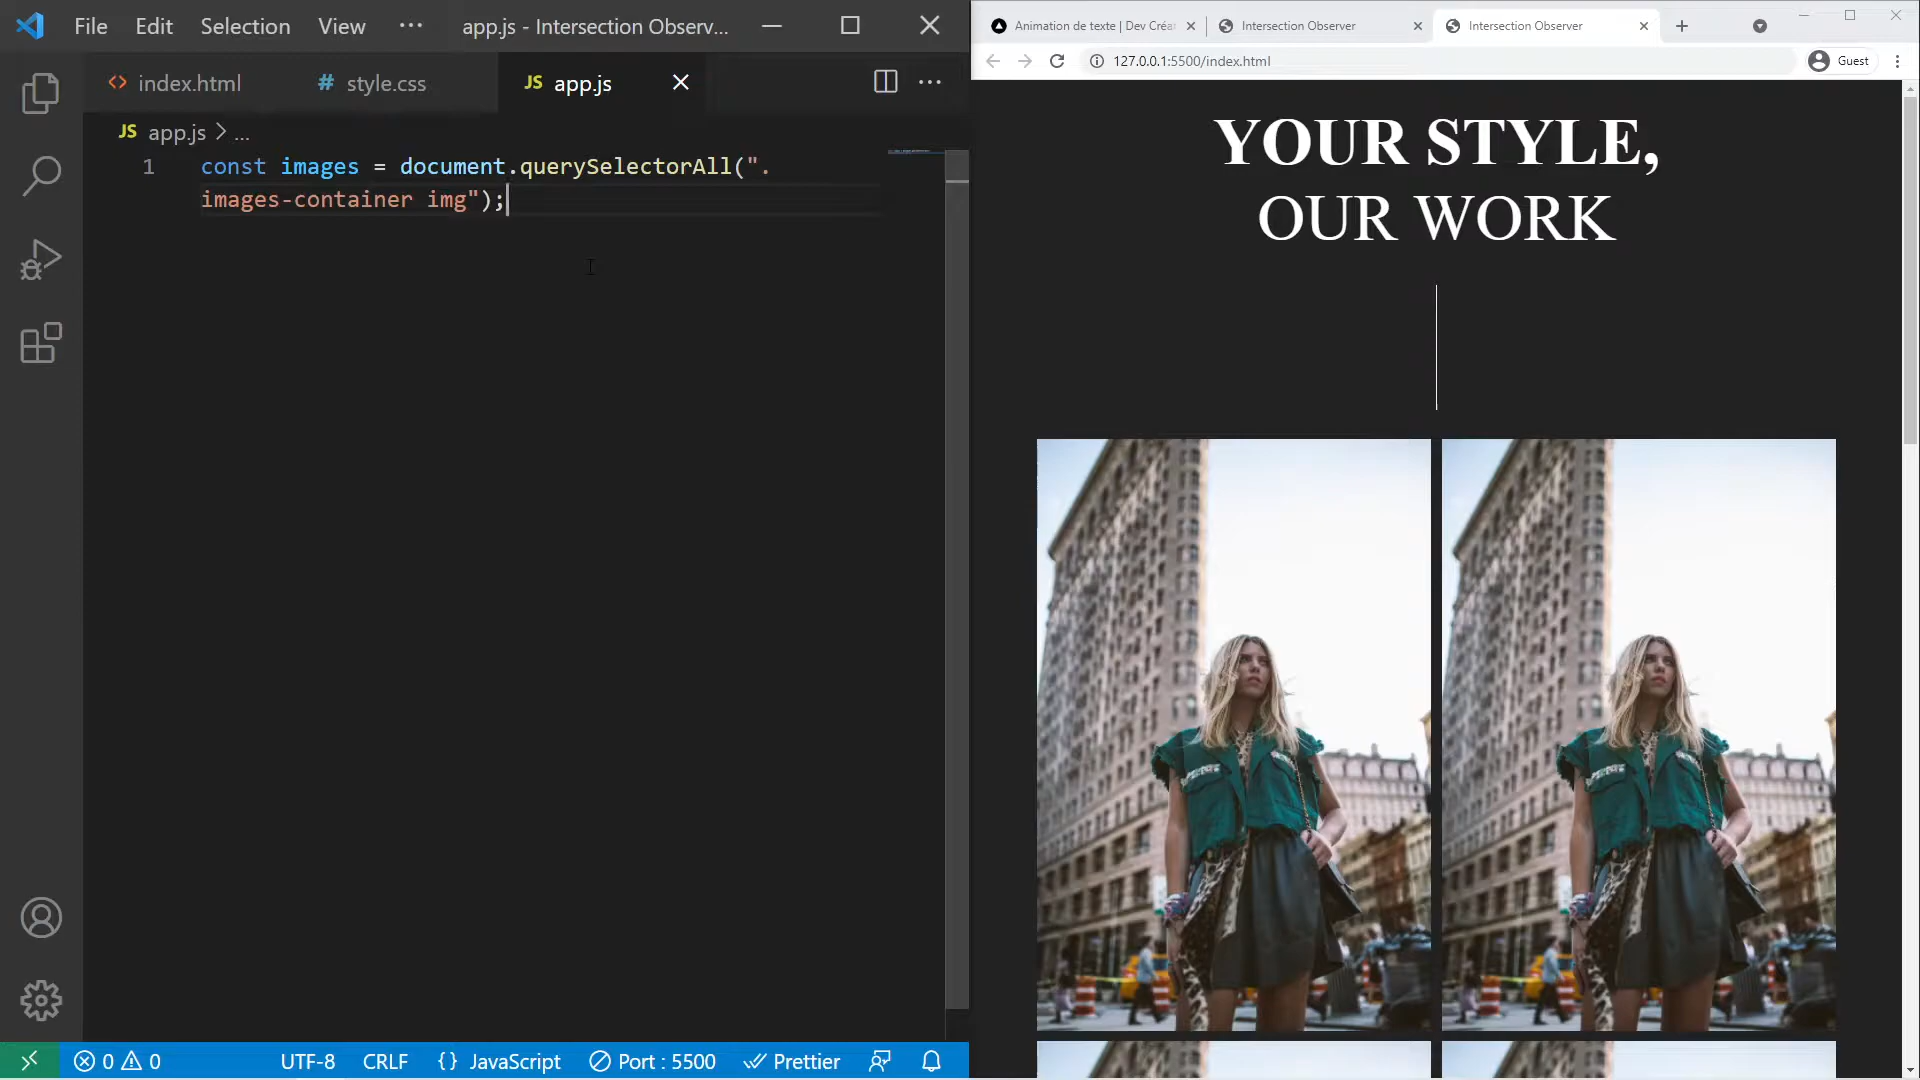 File Edit Selection View ··· app.js - Intersection Observ...
index.html
# style.css
JS app.js
JS app.js > ...
1 const images = document.querySelectorAll(".
images-container img");
0 0 UTF-8 CRLF {} JavaScript Port : 5500 Prettier
Animation de texte | Dev Créa
Intersection Observer
Intersection Observer
127.0.0.1:5500/index.html
Guest
YOUR STYLE,
OUR WORK